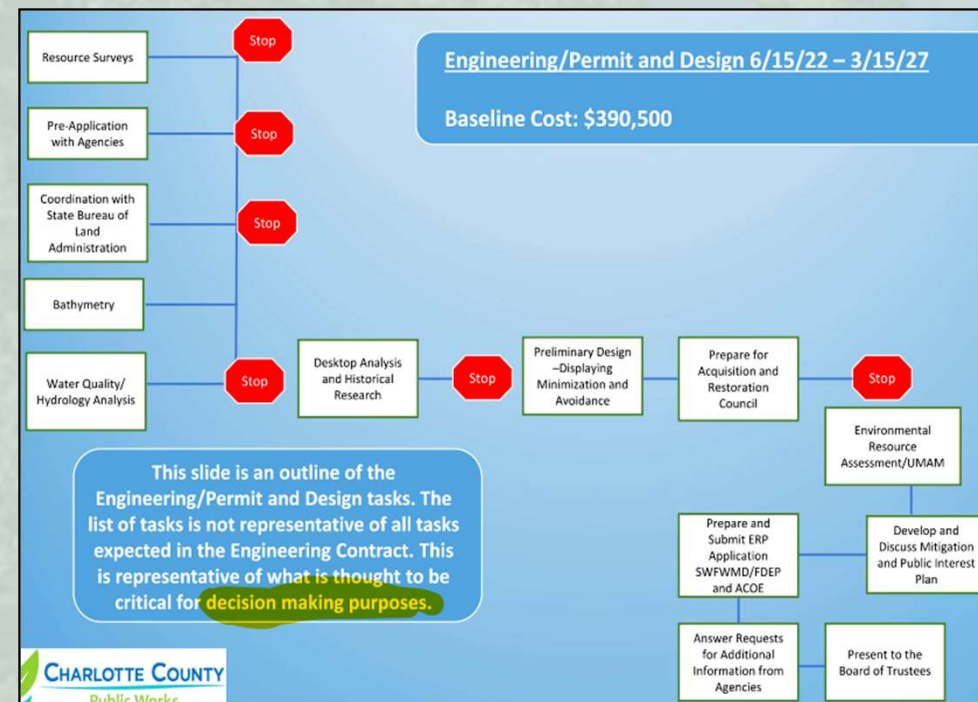 Resource Surveys
Stop
Engineering/Permit and Design 6/15/22 – 3/15/27
Baseline Cost: $390,500
Pre-Application
with Agencies
Stop
Coordination with
State Bureau of
Land
Administration
Stop
Bathymetry
Water Quality/
Hydrology Analysis
Stop
Desktop Analysis
and Historical
Research
Stop
Preliminary Design
–Displaying
Minimization and
Avoidance
Prepare for
Acquisition and
Restoration
Council
Stop
Environmental
Resource
Assessment/UMAM
This slide is an outline of the
Engineering/Permit and Design tasks. The
list of tasks is not representative of all tasks
expected in the Engineering Contract. This
is representative of what is thought to be
critical for decision making purposes.
Prepare and
Submit ERP
Application
SWFWMD/FDEP
and ACOE
Develop and
Discuss Mitigation
and Public Interest
Plan
Answer Requests
for Additional
Information from
Agencies
Present to the
Board of Trustees
CHARLOTTE COUNTY
Public Works